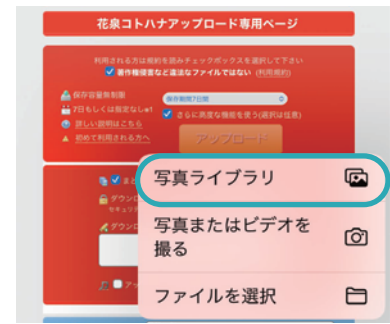 花泉コトハナアップロード専用ページ
利用される方は規約を読みチェックボックスを選択して下さい
著作権侵害など違法なファイルではない (利用規約)
保存容量無制限
保存期間7日間
7日もしくは指定なし※1
さらに高度な機能を使う(選択は任意)
詳しい説明はこちら
初めて利用される方へ
アップロード
写真ライブラリ
写真またはビデオを
撮る
ファイルを選択